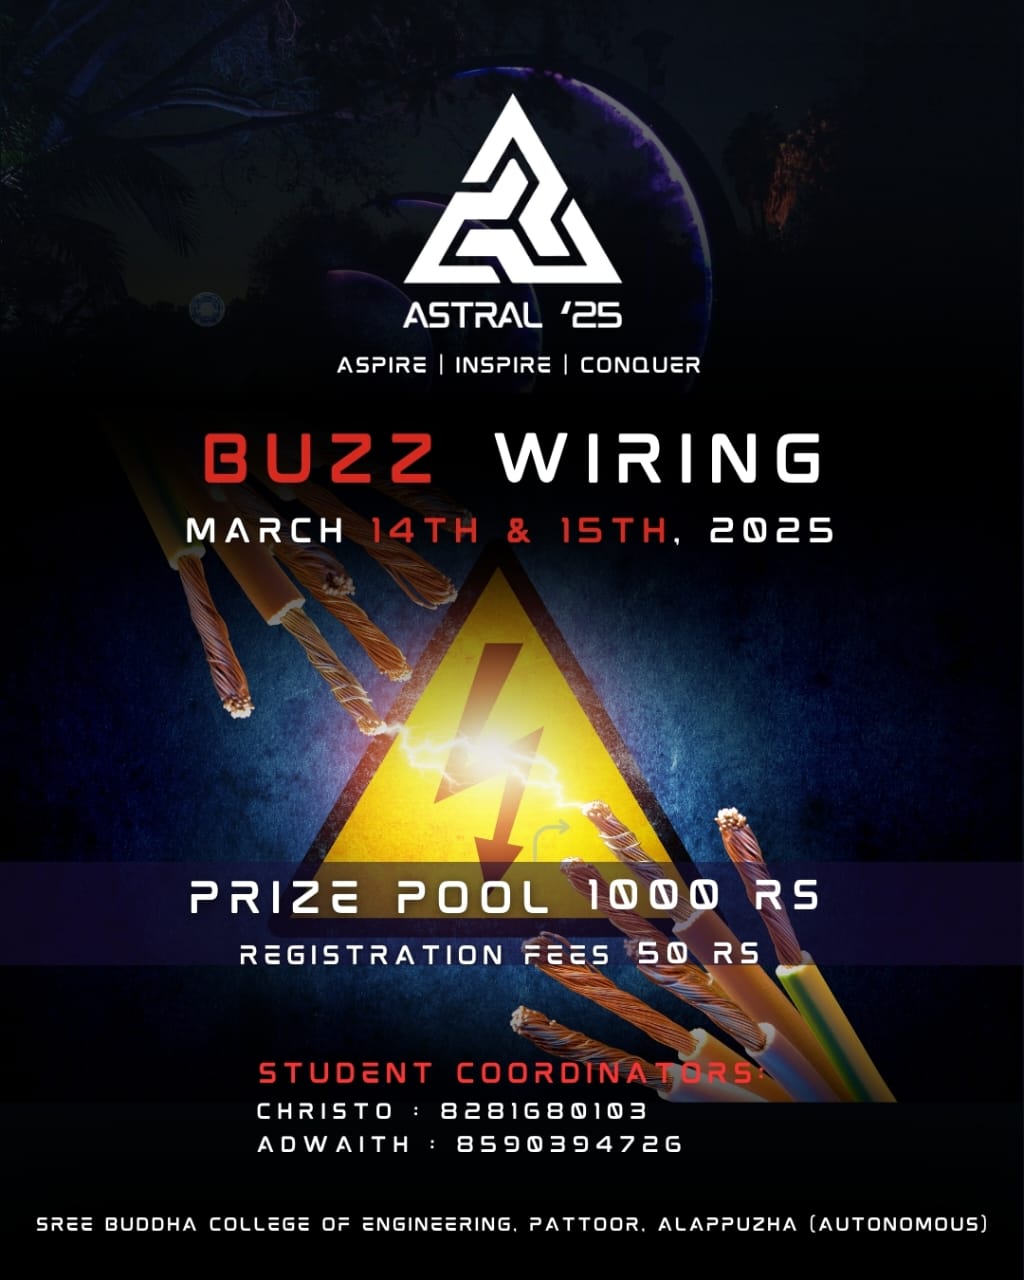 ASTRAL '25
ASPIRE | INSPIRE | CONQUER
BUZZ WIRING
MARCH 14TH & 15TH, 2025
PRIZE POOL 1000 RS
REGISTRATION FEES 50 RS
STUDENT COORDINATORS:
CHRISTO : 8281680103
ADWAITH : 8590394726
SREE BUDDHA COLLEGE OF ENGINEERING, PATTOOR, ALAPPUZHA (AUTONOMOUS)